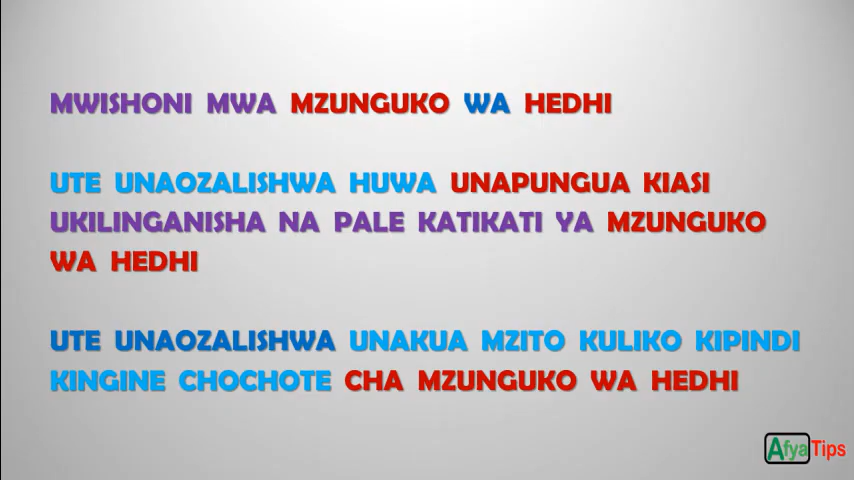 MWISHONI MWA MZUNGUKO WA HEDHI
UTE UNAOZALISHWA HUWA UNAPUNGUA KIASI
UKILINGANISHA NA PALE KATIKATI YA MZUNGUKO
WA HEDHI
UTE UNAOZALISHWA UNAKUA MZITO KULIKO KIPINDI
KINGINE CHOCHOTE CHA MZUNGUKO WA HEDHI
AfyaTips